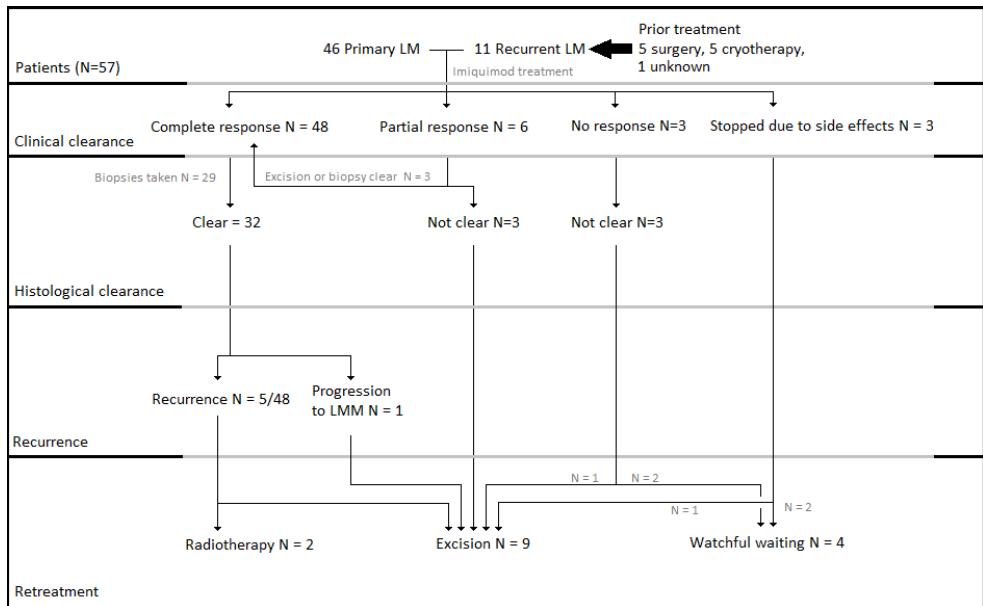 Prior treatment
46 Primary LM
11 Recurrent LM
5 surgery, 5 cryotherapy,
1 unknown
Patients (N=57)
Imiquimod treatment
Complete response N = 48
Partial response N = 6
No response N=3
Stopped due to side effects N = 3
Clinical clearance
Biopsies taken N = 29
Excision or biopsy clear N = 3
Clear = 32
Not clear N=3
Not clear N=3
Histological clearance
Recurrence N = 5/48
Progression
to LMM N = 1
Recurrence
N = 1
N = 2
N = 1
N = 2
Radiotherapy N = 2
Excision N = 9
Watchful waiting N = 4
Retreatment